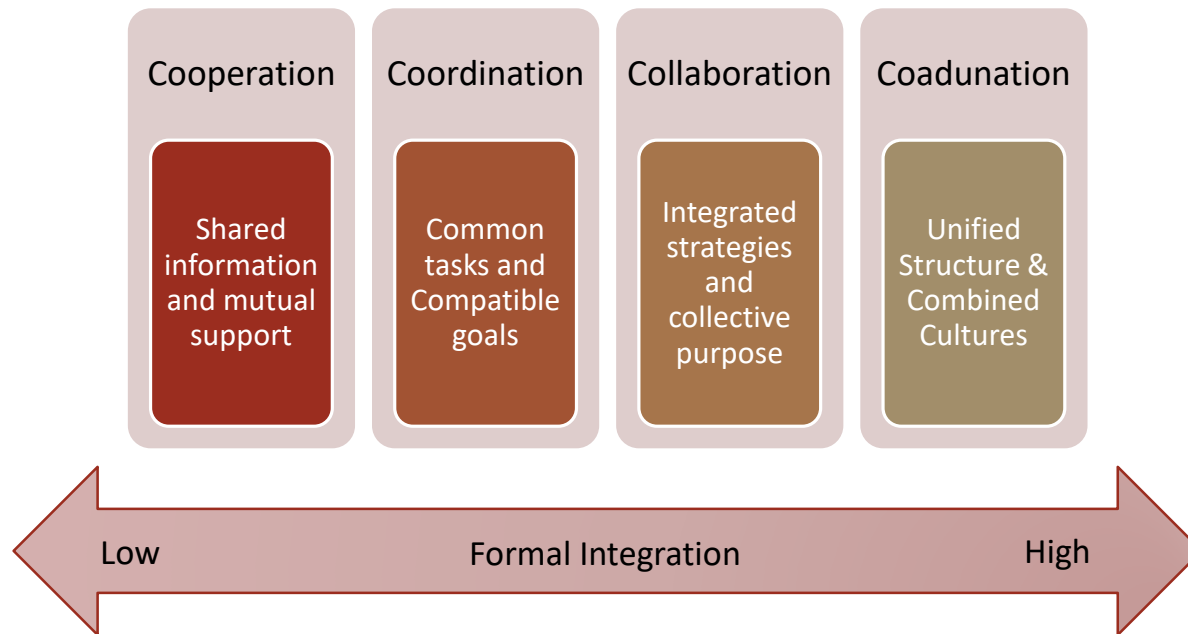 Cooperation
Shared
information
and mutual
support
Coordination
Common
tasks and
Compatible
goals
Collaboration
Integrated
strategies
and
collective
purpose
Coadunation
Unified
Structure &
Combined
Cultures
Low
Formal Integration
High